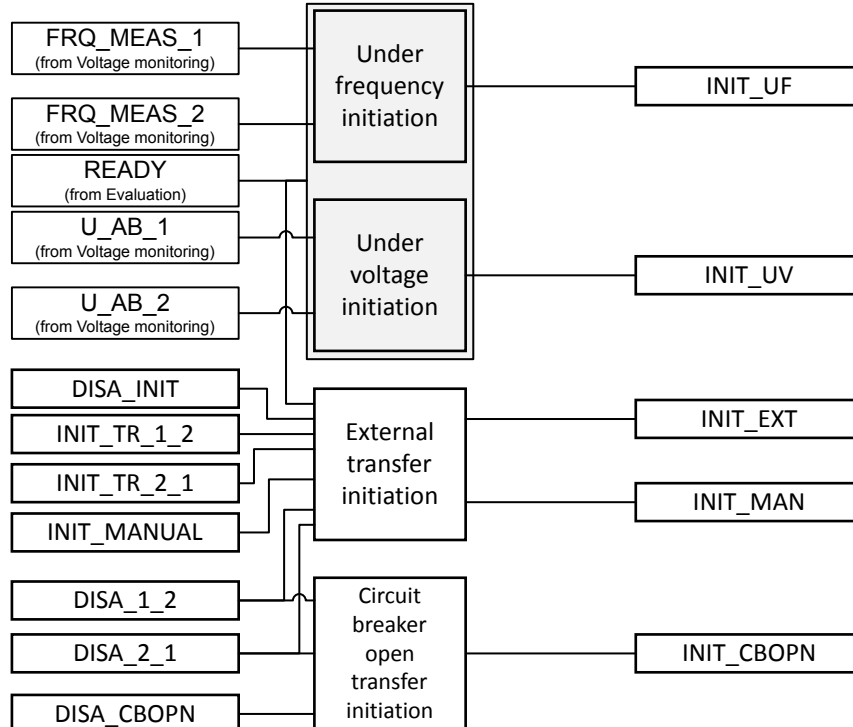 FRQ_MEAS_1
(from Voltage monitoring)
FRQ_MEAS_2
(from Voltage monitoring)
READY
(from Evaluation)
U_AB_1
(from Voltage monitoring)
U_AB_2
(from Voltage monitoring)
DISA_INIT
INIT_TR_1_2
INIT_TR_2_1
INIT_MANUAL
DISA_1_2
DISA_2_1
DISA_CBOPN
Under
frequency
initiation
Under
voltage
initiation
External
transfer
initiation
Circuit
breaker
open
transfer
initiation
INIT_UF
INIT_UV
INIT_EXT
INIT_MAN
INIT_CBOPN